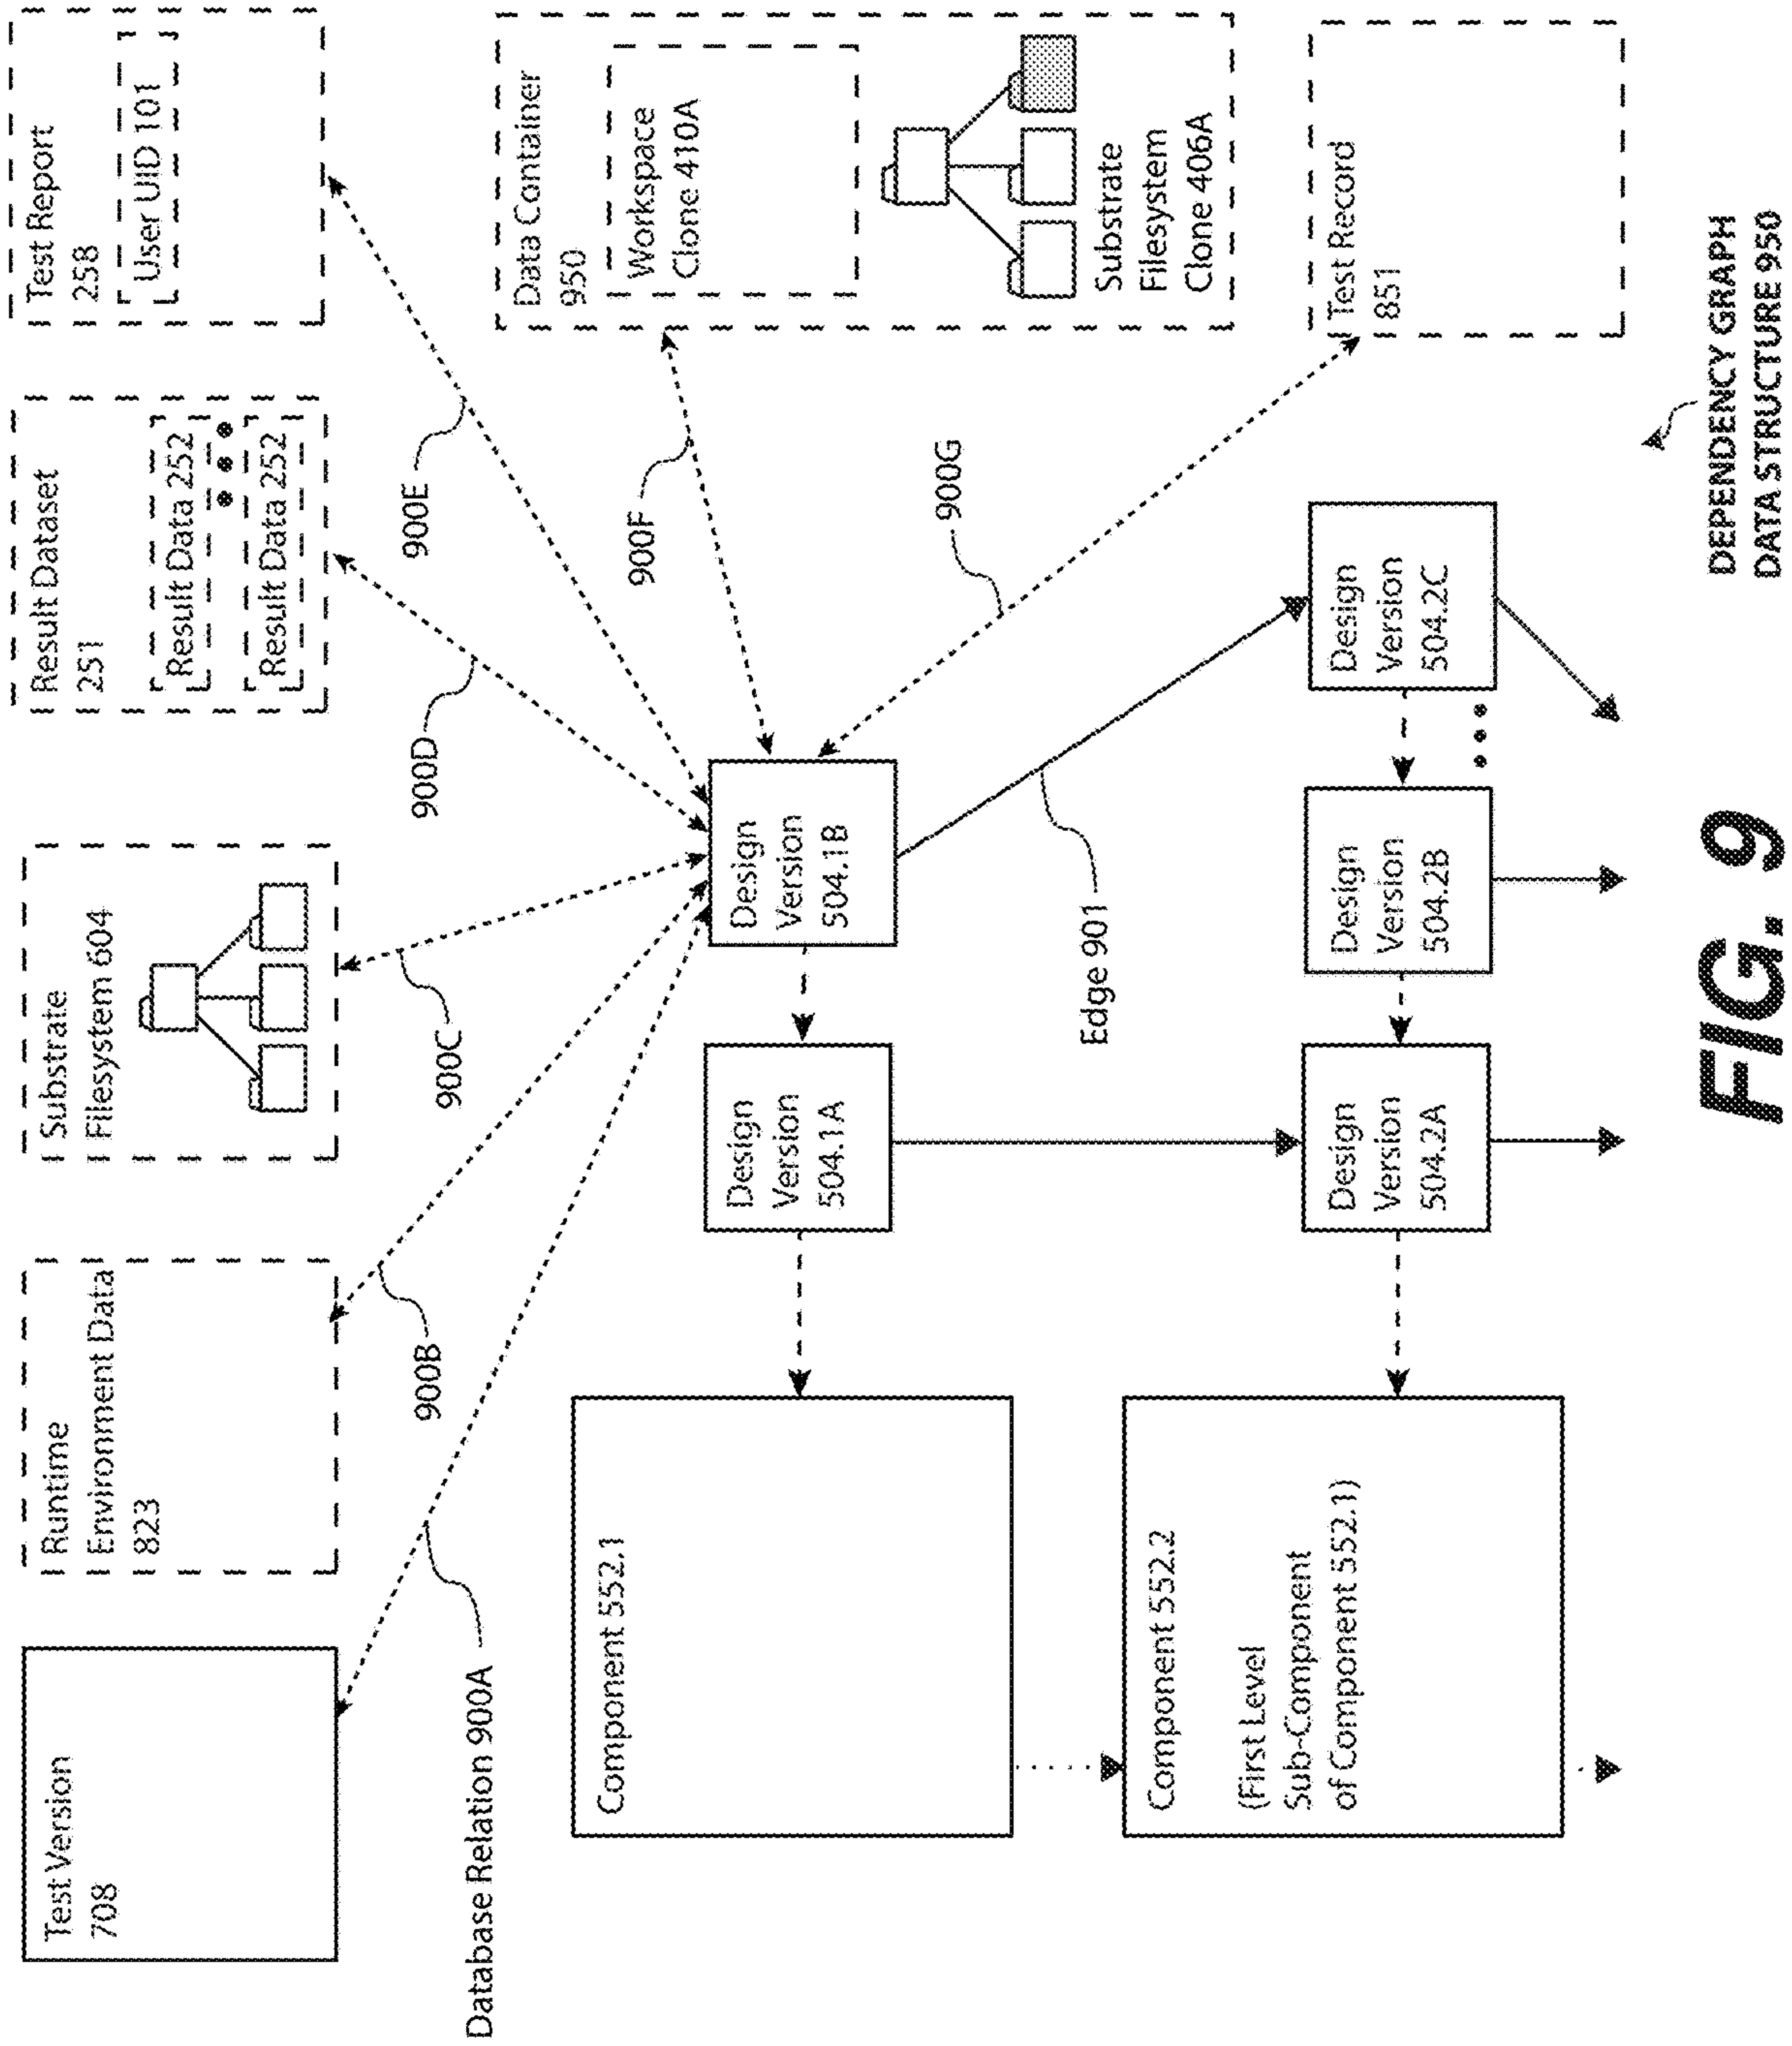 Test Version
708
Runtime
Environment Data
823
Substrate
Filesystem 604
Result Dataset
251
Result Data 252
Result Data 252
Test Report
258
User UID 101
Database Relation 900A
900B
900C
900D
900E
900F
900G
Data Container
950
Workspace
Clone 410A
Substrate
Filesystem
Clone 406A
Test Record
851
Component 552.1
Design
Version
504.1A
Design
Version
504.1B
Edge 901
Component 552.2
(First Level
Sub-Component
of Component 552.1)
Design
Version
504.2A
Design
Version
504.2B
Design
Version
504.2C
DEPENDENCY GRAPH
DATA STRUCTURE 950
FIG. 9